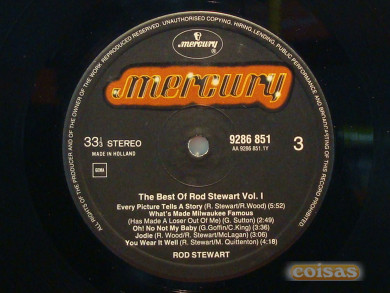 ALL RIGHTS OF THE PRODUCER AND OF THE OWNER OF THE WORK REPRODUCED RESERVED. UNAUTHORISED COPYING, HIRING, LENDING, PUBLIC PERFORMANCE AND BROADCASTING OF THIS RECORD PROHIBITED
mercury
mercury
33⅓ STEREO
MADE IN HOLLAND
9286 851
AA 9286 851.1Y
3
The Best Of Rod Stewart Vol. I
Every Picture Tells A Story (R. Stewart/R.Wood) (5:52)
What's Made Milwaukee Famous
(Has Made A Loser Out Of Me) (G. Sutton) (2:49)
Oh! No Not My Baby (G.Goffin/C.King) (3:35)
Jodie (R. Wood/R. Stewart/McLagan) (3:06)
You Wear It Well (R. Stewart/M. Quittenton) (4:18)
ROD STEWART
coisas